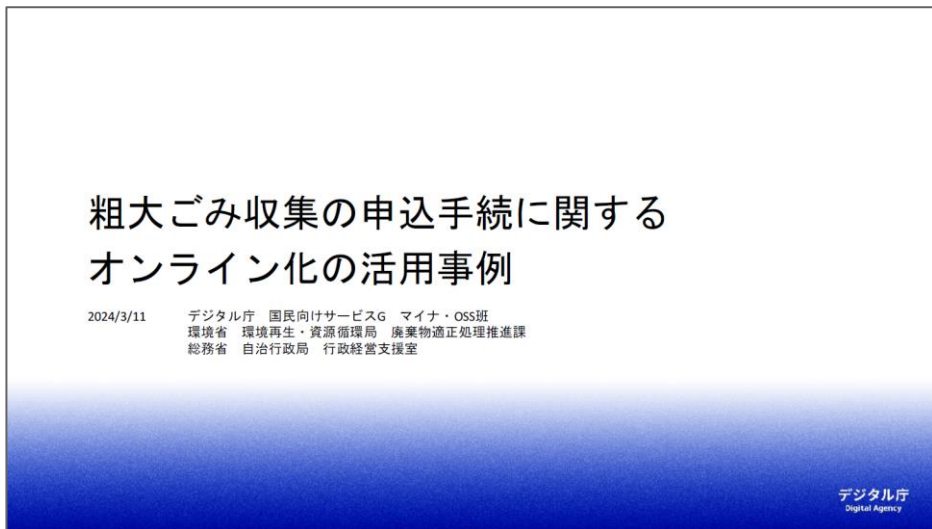 粗大ごみ収集の申込手続に関する
オンライン化の活用事例
2024/3/11 デジタル庁 国民向けサービスG マイナ・OSS班
環境省 環境再生・資源循環局 廃棄物適正処理推進課
総務省 自治行政局 行政経営支援室
デジタル庁
Digital Agency